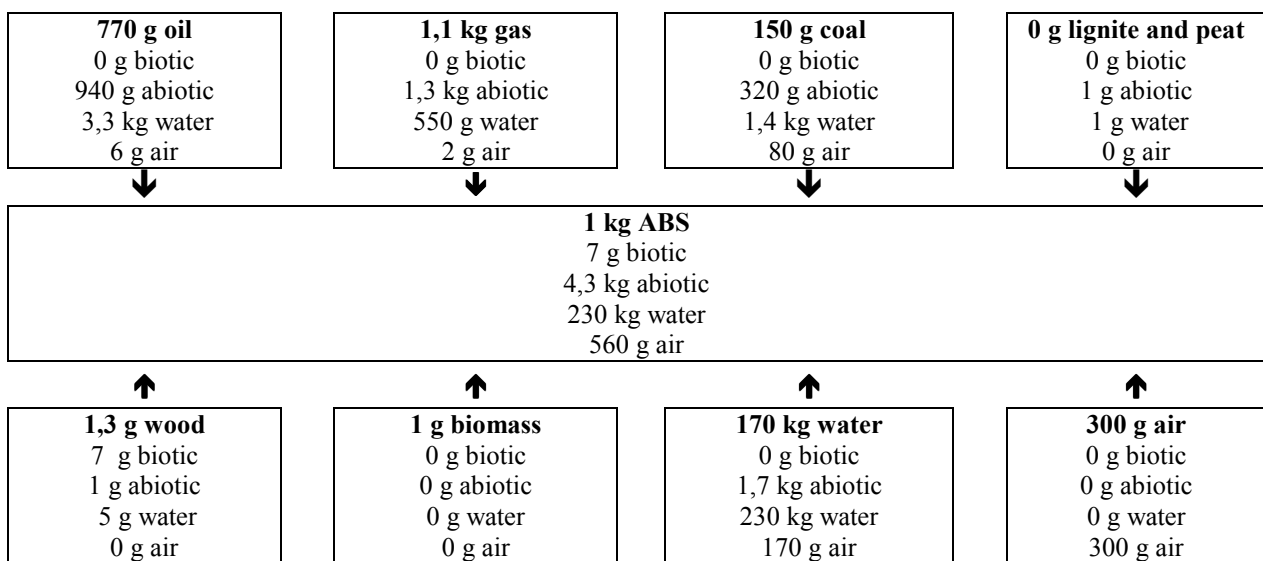 770 g oil
0 g biotic
940 g abiotic
3,3 kg water
6 g air
1,1 kg gas
0 g biotic
1,3 kg abiotic
550 g water
2 g air
150 g coal
0 g biotic
320 g abiotic
1,4 kg water
80 g air
0 g lignite and peat
0 g biotic
1 g abiotic
1 g water
0 g air
1 kg ABS
7 g biotic
4,3 kg abiotic
230 kg water
560 g air
1,3 g wood
7 g biotic
1 g abiotic
5 g water
0 g air
1 g biomass
0 g biotic
0 g abiotic
0 g water
0 g air
170 kg water
0 g biotic
1,7 kg abiotic
230 kg water
170 g air
300 g air
0 g biotic
0 g abiotic
0 g water
300 g air